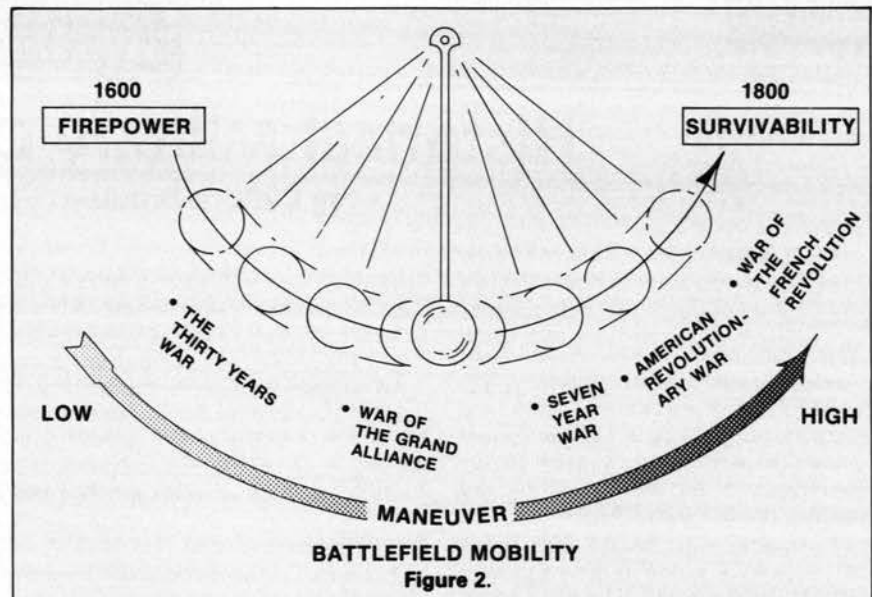 1600
FIREPOWER
1800
SURVIVABILITY
• THE
THIRTY YEARS
WAR
• WAR OF
THE GRAND
ALLIANCE
• SEVEN
YEAR
WAR
• AMERICAN
REVOLUTION-
ARY WAR
• WAR OF
THE
FRENCH
REVOLUTION
LOW
HIGH
MANEUVER
BATTLEFIELD MOBILITY
Figure 2.